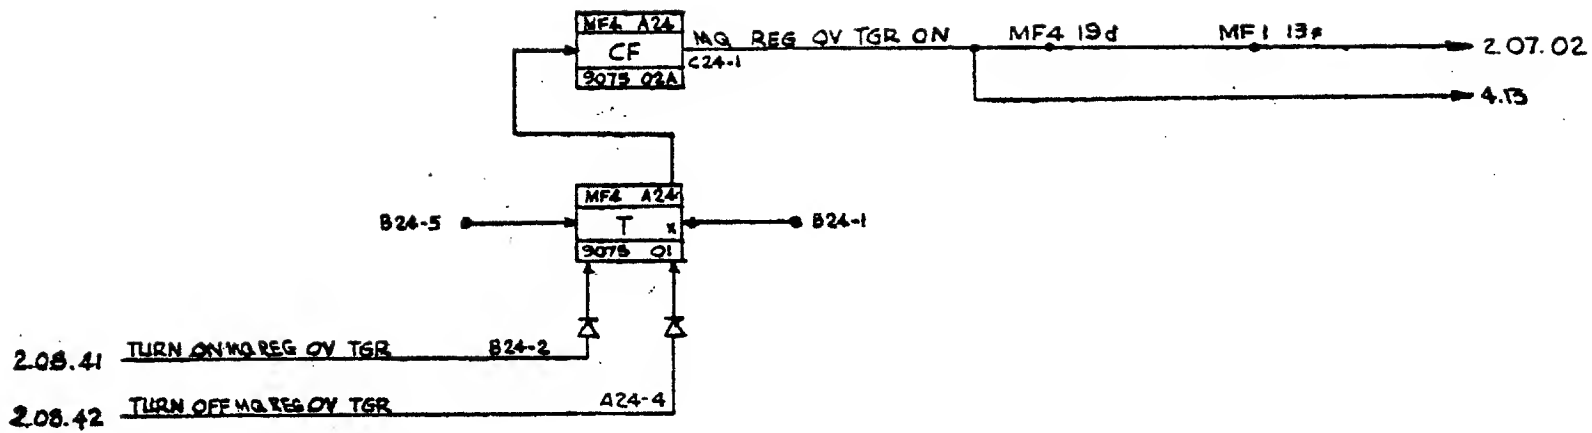 MF4 A24
CF
9075 02A
MQ REG OV TGR ON
C24-1
MF4 19d
MF1 13*
2.07.02
4.13
MF4 A24
T x
9075 01
B24-5
B24-1
2.08.41 TURN ON MQ REG OV TGR B24-2
2.08.42 TURN OFF MQ REG OV TGR A24-4